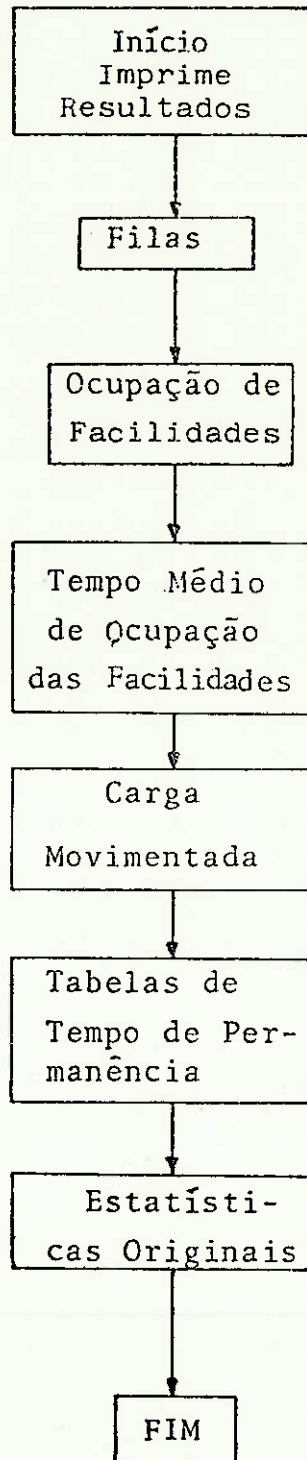 Início
Imprime
Resultados
Filas
Ocupação de
Facilidades
Tempo Médio
de Ocupação
das Facilidades
Carga
Movimentada
Tabelas de
Tempo de Per-
manência
Estatísti-
cas Originais
FIM